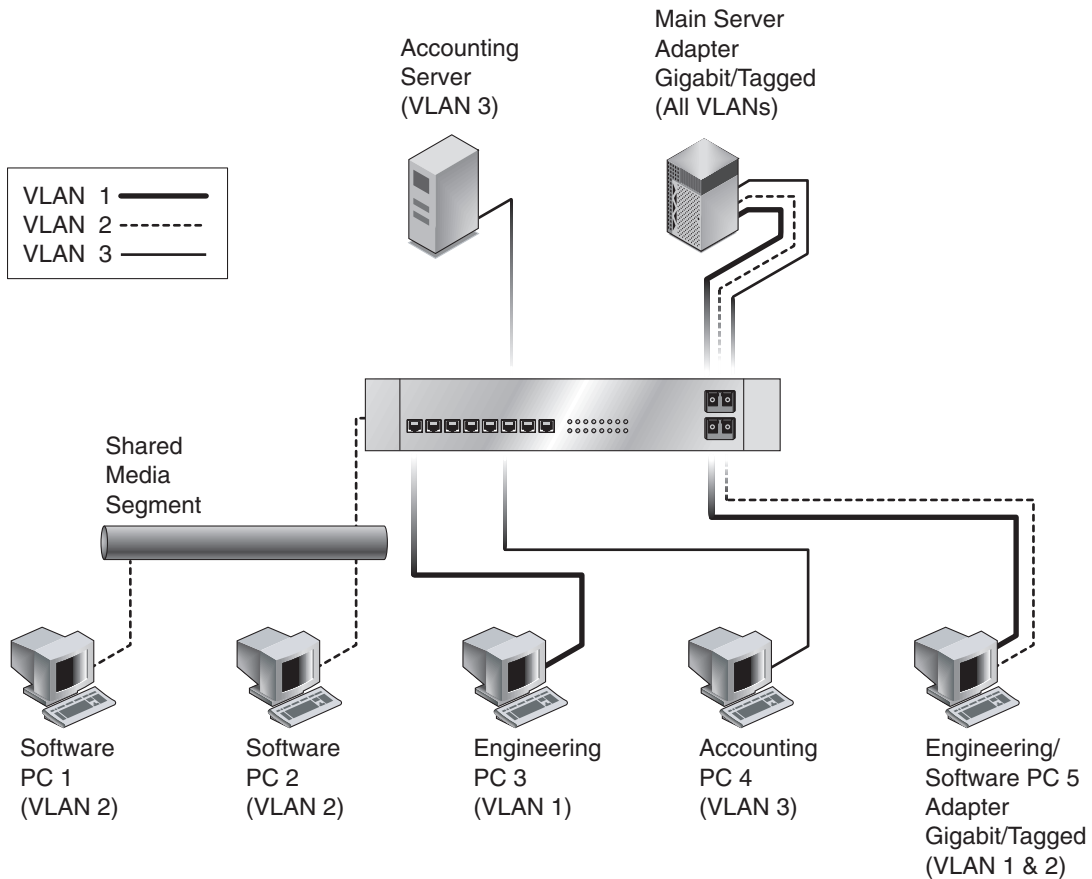 Accounting
Server
(VLAN 3)
Main Server
Adapter
Gigabit/Tagged
(All VLANs)
VLAN 1
VLAN 2
VLAN 3
Shared
Media
Segment
Software
PC 1
(VLAN 2)
Software
PC 2
(VLAN 2)
Engineering
PC 3
(VLAN 1)
Accounting
PC 4
(VLAN 3)
Engineering/
Software PC 5
Adapter
Gigabit/Tagged
(VLAN 1 & 2)